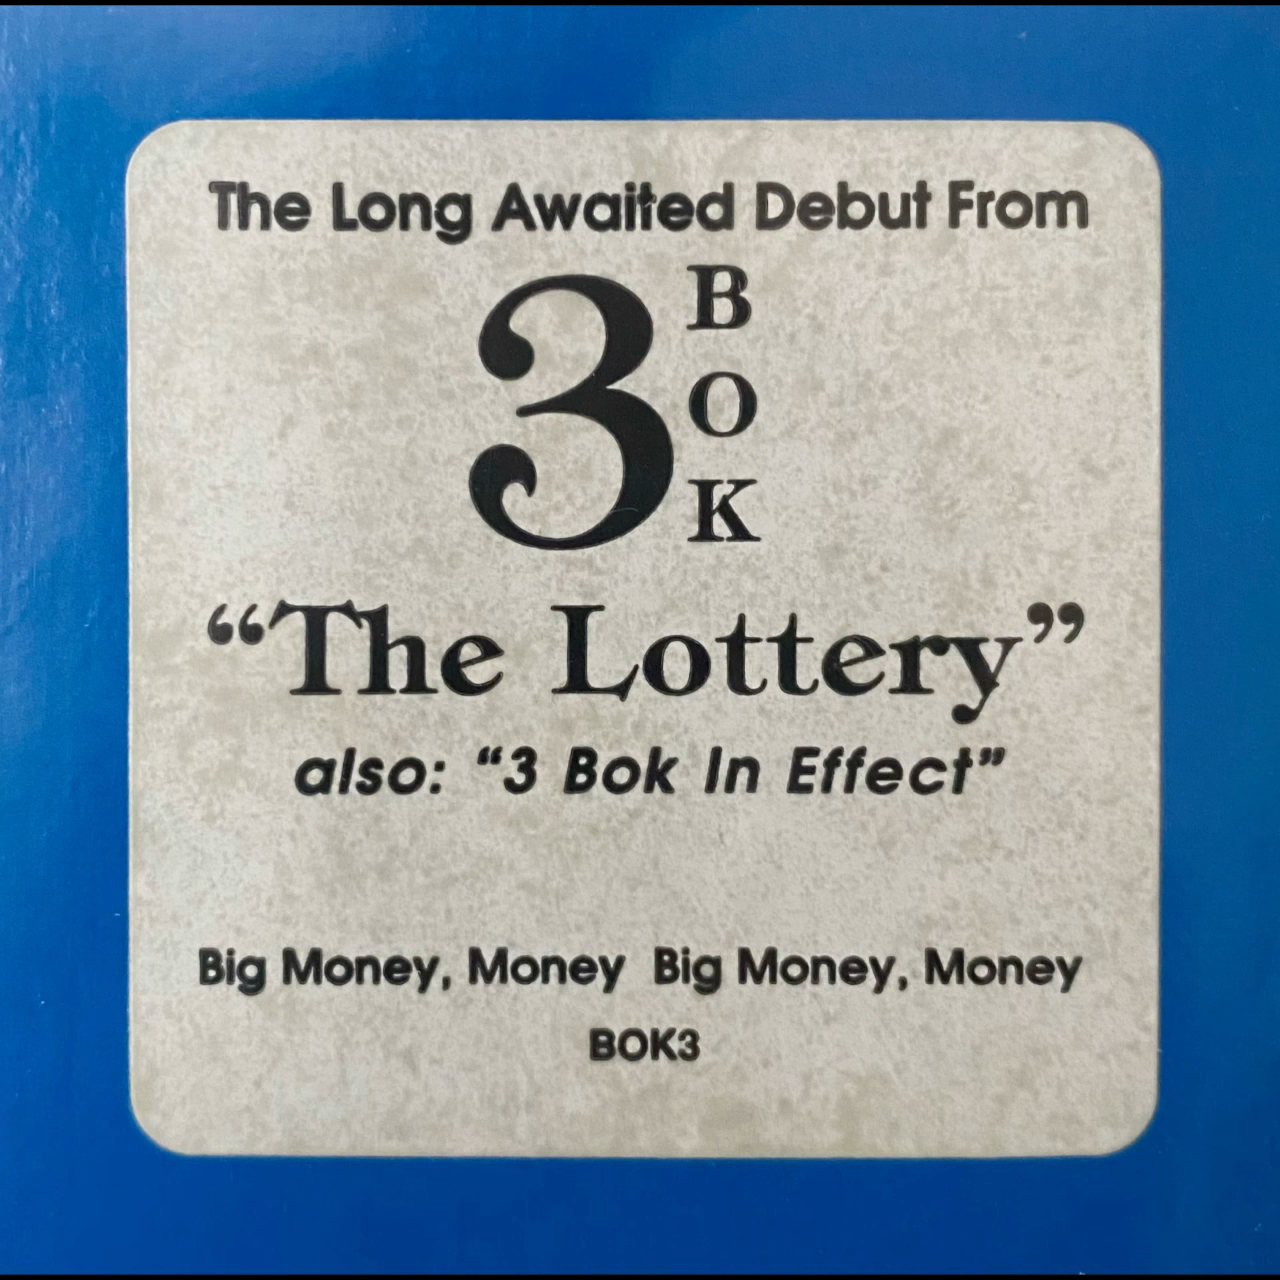 The Long Awaited Debut From
3 BOK
“The Lottery”
also: “3 Bok In Effect”
Big Money, Money Big Money, Money
BOK3